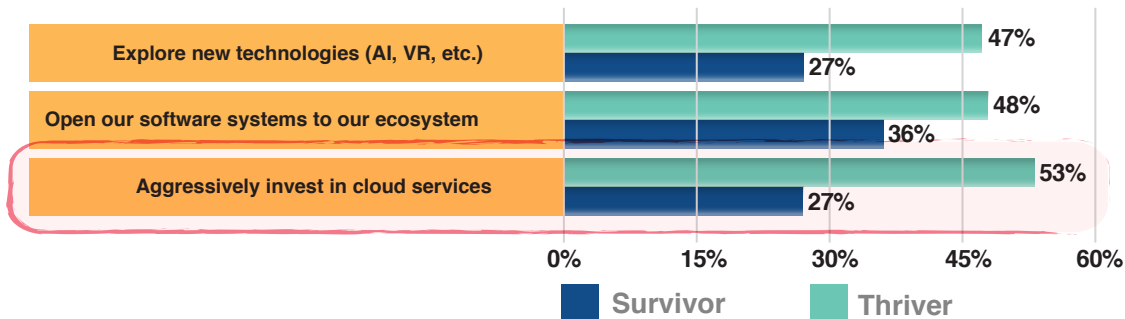 Explore new technologies (AI, VR, etc.)
47%
27%
Open our software systems to our ecosystem
48%
36%
Aggressively invest in cloud services
53%
27%
0% 15% 30% 45% 60%
Survivor Thriver